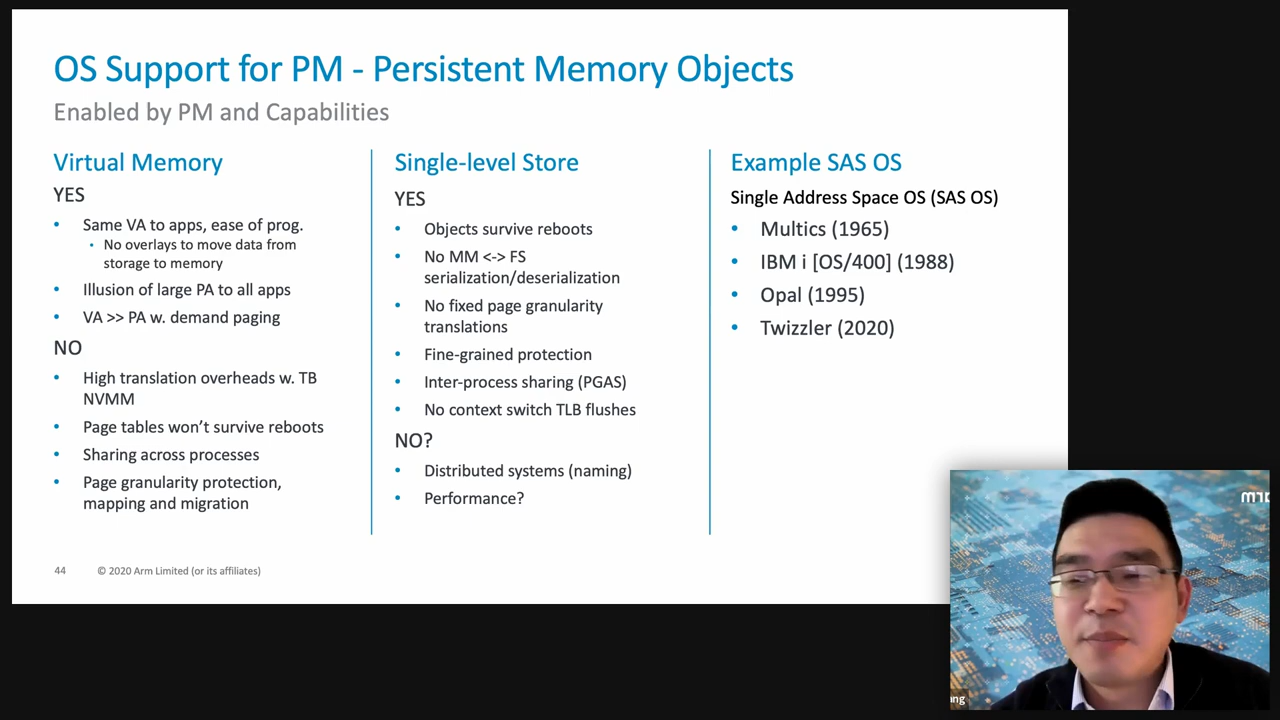 OS Support for PM - Persistent Memory Objects
Enabled by PM and Capabilities
Virtual Memory
YES
• Same VA to apps, ease of prog.
• No overlays to move data from
storage to memory
• Illusion of large PA to all apps
• VA >> PA w. demand paging
NO
• High translation overheads w. TB
NVMM
• Page tables won't survive reboots
• Sharing across processes
• Page granularity protection,
mapping and migration
Single-level Store
YES
• Objects survive reboots
• No MM <-> FS
serialization/deserialization
• No fixed page granularity
translations
• Fine-grained protection
• Inter-process sharing (PGAS)
• No context switch TLB flushes
NO?
• Distributed systems (naming)
• Performance?
Example SAS OS
Single Address Space OS (SAS OS)
• Multics (1965)
• IBM i [OS/400] (1988)
• Opal (1995)
• Twizzler (2020)
44 © 2020 Arm Limited (or its affiliates)